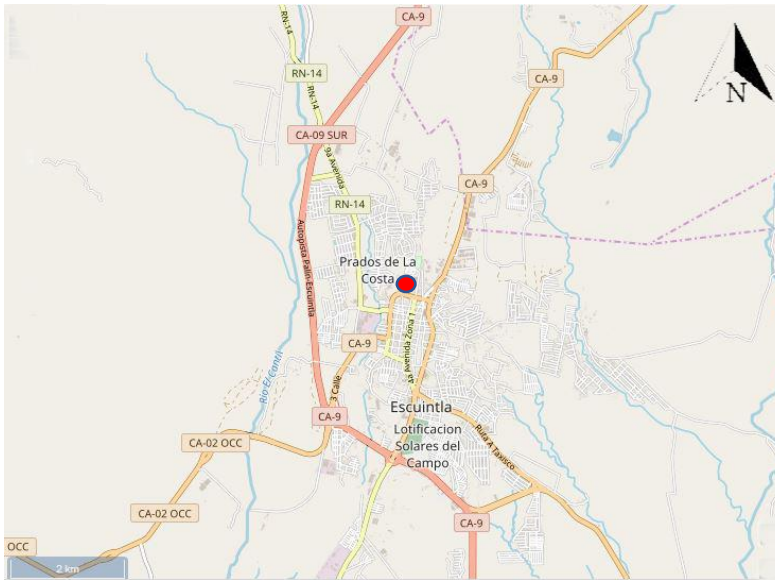 CA-9
RN-14
RN-14
CA-9
N
CA-09 SUR
9a Avenida
CA-9
RN-14
Autopista Palín-Escuintla
Prados de La
Costa
4a Avenida Zona 1
CA-9
Río El Cantil
3 Calle
Escuintla
CA-9
Lotificacion
Solares del
Campo
Ruta A Taxisco
CA-02 OCC
CA-02 OCC
CA-9
OCC
2 km